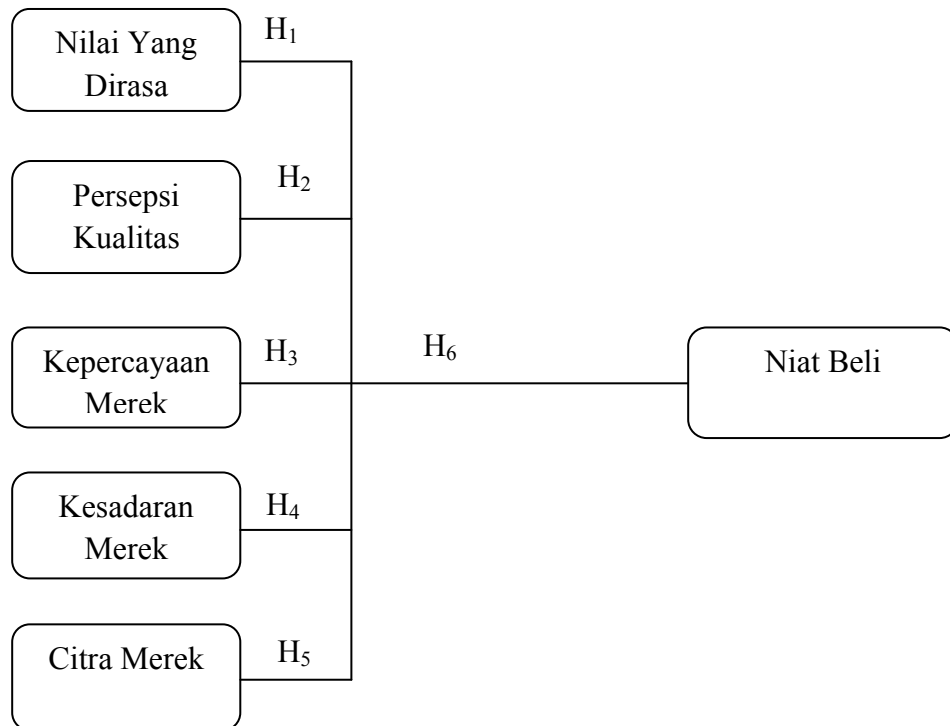 Nilai Yang
Dirasa
H₁
Persepsi
Kualitas
H₂
Kepercayaan
Merek
H₃
H₆
Niat Beli
Kesadaran
Merek
H₄
Citra Merek
H₅